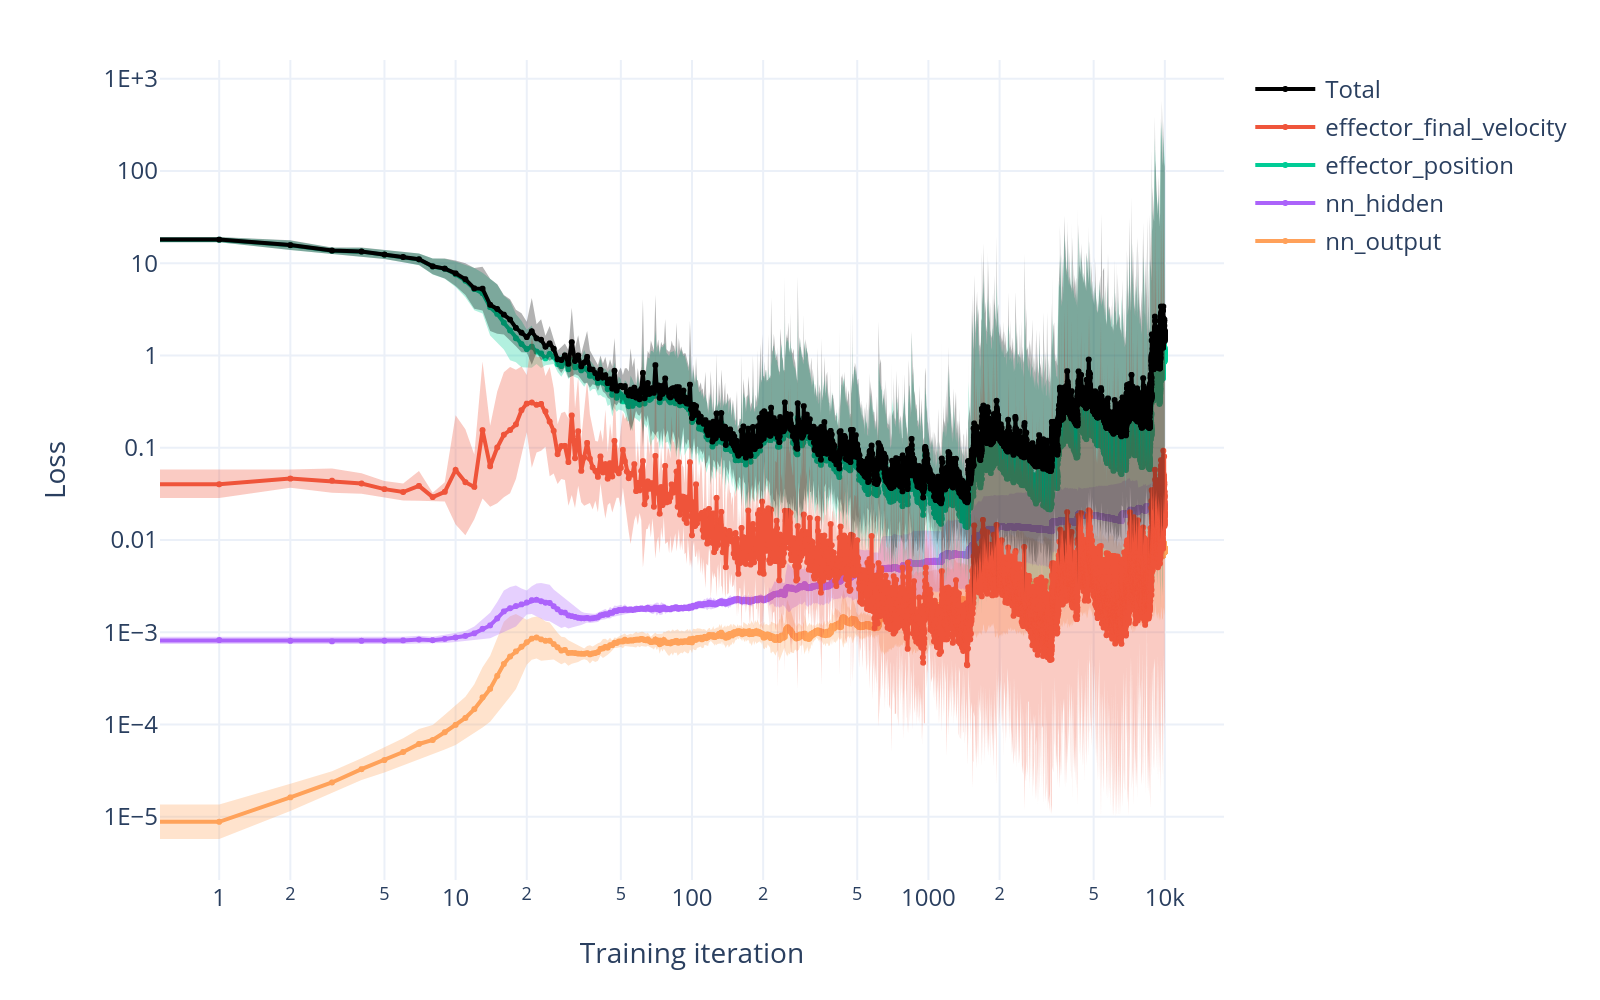 1E+3
100
10
1
0.1
0.01
1E−3
1E−4
1E−5
Loss
1 2 5 10 2 5 100 2 5 1000 2 5 10k
Training iteration
Total
effector_final_velocity
effector_position
nn_hidden
nn_output